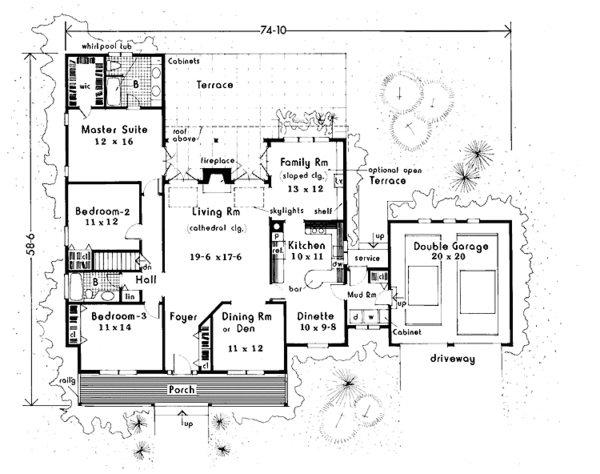 74-10
whirlpool tub
Cabinets
wic
B
Terrace
Master Suite
12 x 16
roof
above
fireplace
Family Rm
(sloped clg.)
13 x 12
optional open
Terrace
Bedroom-2
11 x 12
Living Rm
(cathedral clg.)
19-6 x 17-6
skylights
shelf
58-6
P
ref.
Kitchen
10 x 11
dw
up
service
Double Garage
20 x 20
cl
dn
Hall
B
lin
bar
Mud Rm
cl
up
Bedroom-3
11 x 14
cl
Foyer
Dining Rm
or Den
11 x 12
cl
Dinette
10 x 9-8
d
w
Cabinet
driveway
railg
Porch
up